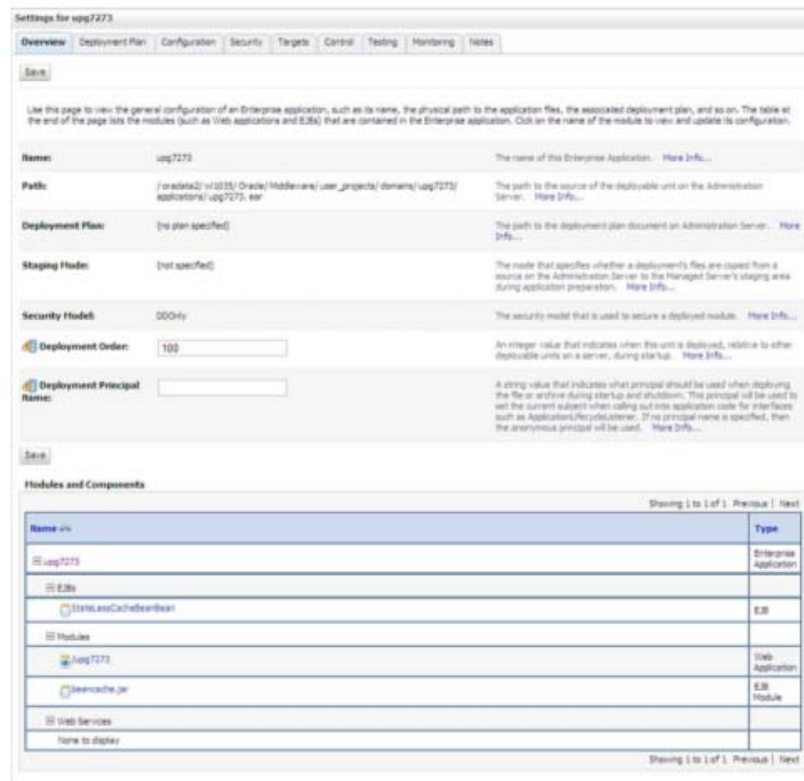 Settings for upg7273
Overview Deployment Plan Configuration Security Targets Control Testing Monitoring Notes
Save
Use this page to view the general configuration of an Enterprise application, such as its name, the physical path to the application files, the associated deployment plan, and so on. The table at
the end of the page lists the modules (such as Web applications and EJBs) that are contained in the Enterprise application. Click on the name of the module to view and update its configuration.
Name: upg7273 The name of this Enterprise Application. More Info...
Path: /oradata2/wl1035/Oracle/Middleware/user_projects/domains/upg7273/ The path to the source of the deployable unit on the Administration
applications/upg7273.ear Server. More Info...
Deployment Plan: (no plan specified) The path to the deployment plan document on Administration Server. More
Info...
Staging Mode: (not specified) The mode that specifies whether a deployment's files are copied from a
source on the Administration Server to the Managed Server's staging area
during application preparation. More Info...
Security Model: DDOnly The security model that is used to secure a deployed module. More Info...
Deployment Order: 100 An integer value that indicates when this unit is deployed, relative to other
deployable units on a server, during startup. More Info...
Deployment Principal A string value that indicates what principal should be used when deploying
Name: the file or archive during startup and shutdown. This principal will be used to
set the current subject when calling out into application code for interfaces
such as ApplicationLifecycleListener. If no principal name is specified, then
the anonymous principal will be used. More Info...
Save
Modules and Components
Showing 1 to 1 of 1 Previous | Next
Name Type
upg7273 Enterprise
Application
EJBs
StateLessCacheBeanBean EJB
Modules
/upg7273 Web
Application
beancache.jar EJB
Module
Web Services
None to display
Showing 1 to 1 of 1 Previous | Next